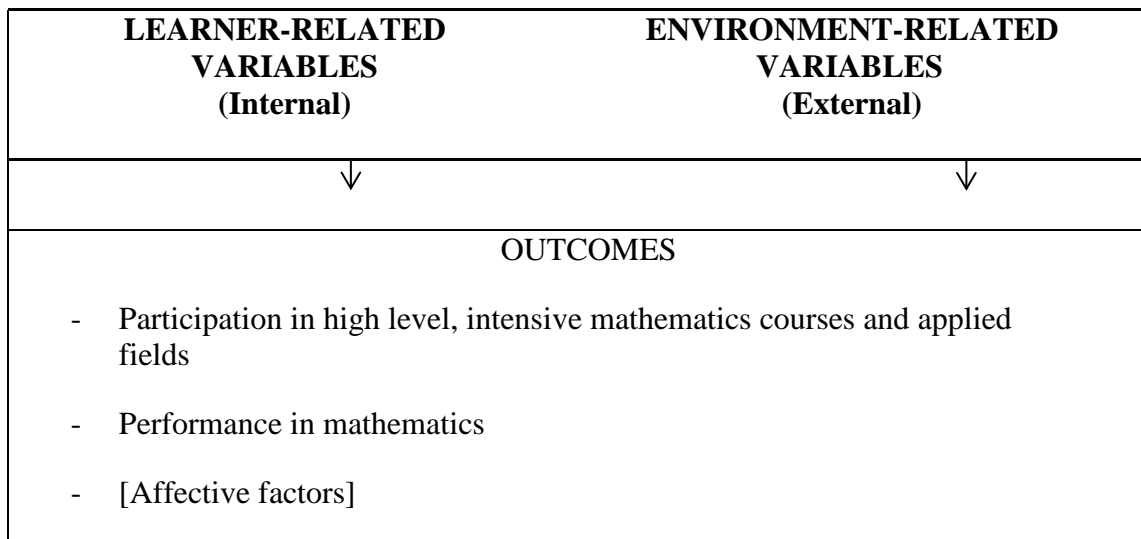 LEARNER-RELATED
VARIABLES
(Internal)
ENVIRONMENT-RELATED
VARIABLES
(External)
OUTCOMES
- Participation in high level, intensive mathematics courses and applied
fields
- Performance in mathematics
- [Affective factors]